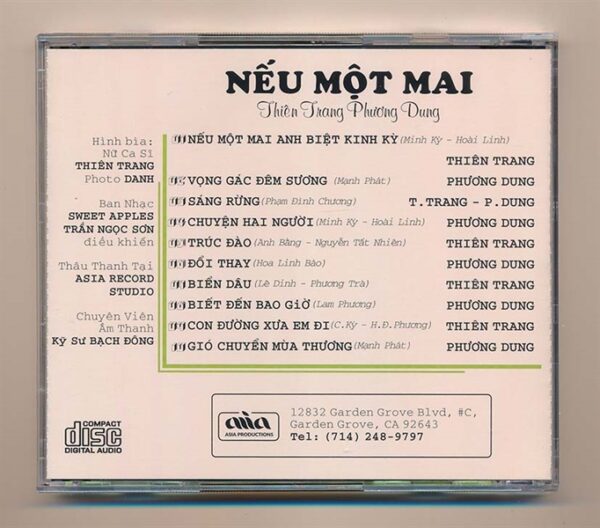 NẾU MỘT MAI
Thiên Trang Phương Dung
Hình bìa:
Nữ Ca Sĩ
THIÊN TRANG
Photo DANH
Ban Nhạc
SWEET APPLES
TRẦN NGỌC SƠN
điều khiển
Thâu Thanh Tại
ASIA RECORD
STUDIO
Chuyên Viên
Âm Thanh
Kỹ Sư BẠCH ĐÔNG
NẾU MỘT MAI ANH BIỆT KINH KỲ (Minh Kỳ - Hoài Linh)
THIÊN TRANG
VỌNG GÁC ĐÊM SƯƠNG (Mạnh Phát) PHƯƠNG DUNG
SÁNG RỪNG (Phạm Đình Chương) T. TRANG - P. DUNG
CHUYỆN HAI NGƯỜI (Minh Kỳ - Hoài Linh) PHƯƠNG DUNG
TRÚC ĐÀO (Anh Bằng - Nguyễn Tất Nhiên) THIÊN TRANG
ĐỔI THAY (Hoa Linh Bảo) PHƯƠNG DUNG
BIỂN DÂU (Lê Dinh - Phương Trà) THIÊN TRANG
BIẾT ĐẾN BAO GIỜ (Lam Phương) PHƯƠNG DUNG
CON ĐƯỜNG XƯA EM ĐI (C.Kỳ - H.Đ.Phương) THIÊN TRANG
GIÓ CHUYỂN MÙA THƯƠNG (Mạnh Phát) PHƯƠNG DUNG
COMPACT
disc
DIGITAL AUDIO
asia
ASIA PRODUCTIONS
12832 Garden Grove Blvd, #C,
Garden Grove, CA 92643
Tel: (714) 248-9797